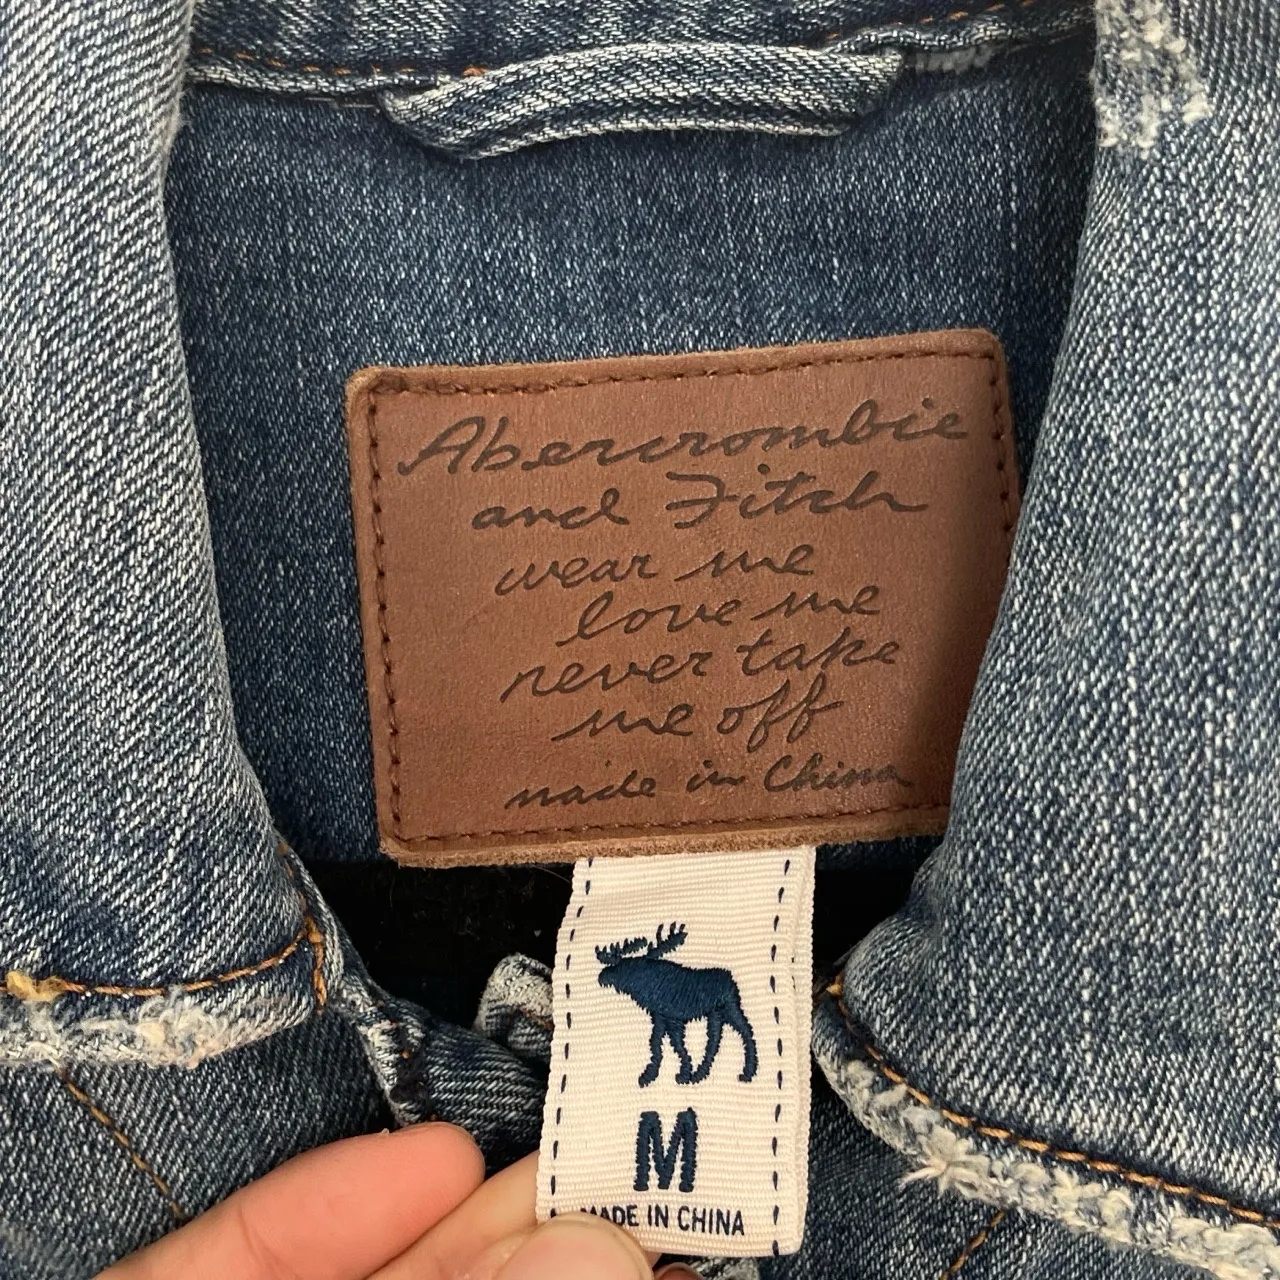 Abercrombie
and Fitch
wear me
love me
never take
me off
made in China
M
MADE IN CHINA